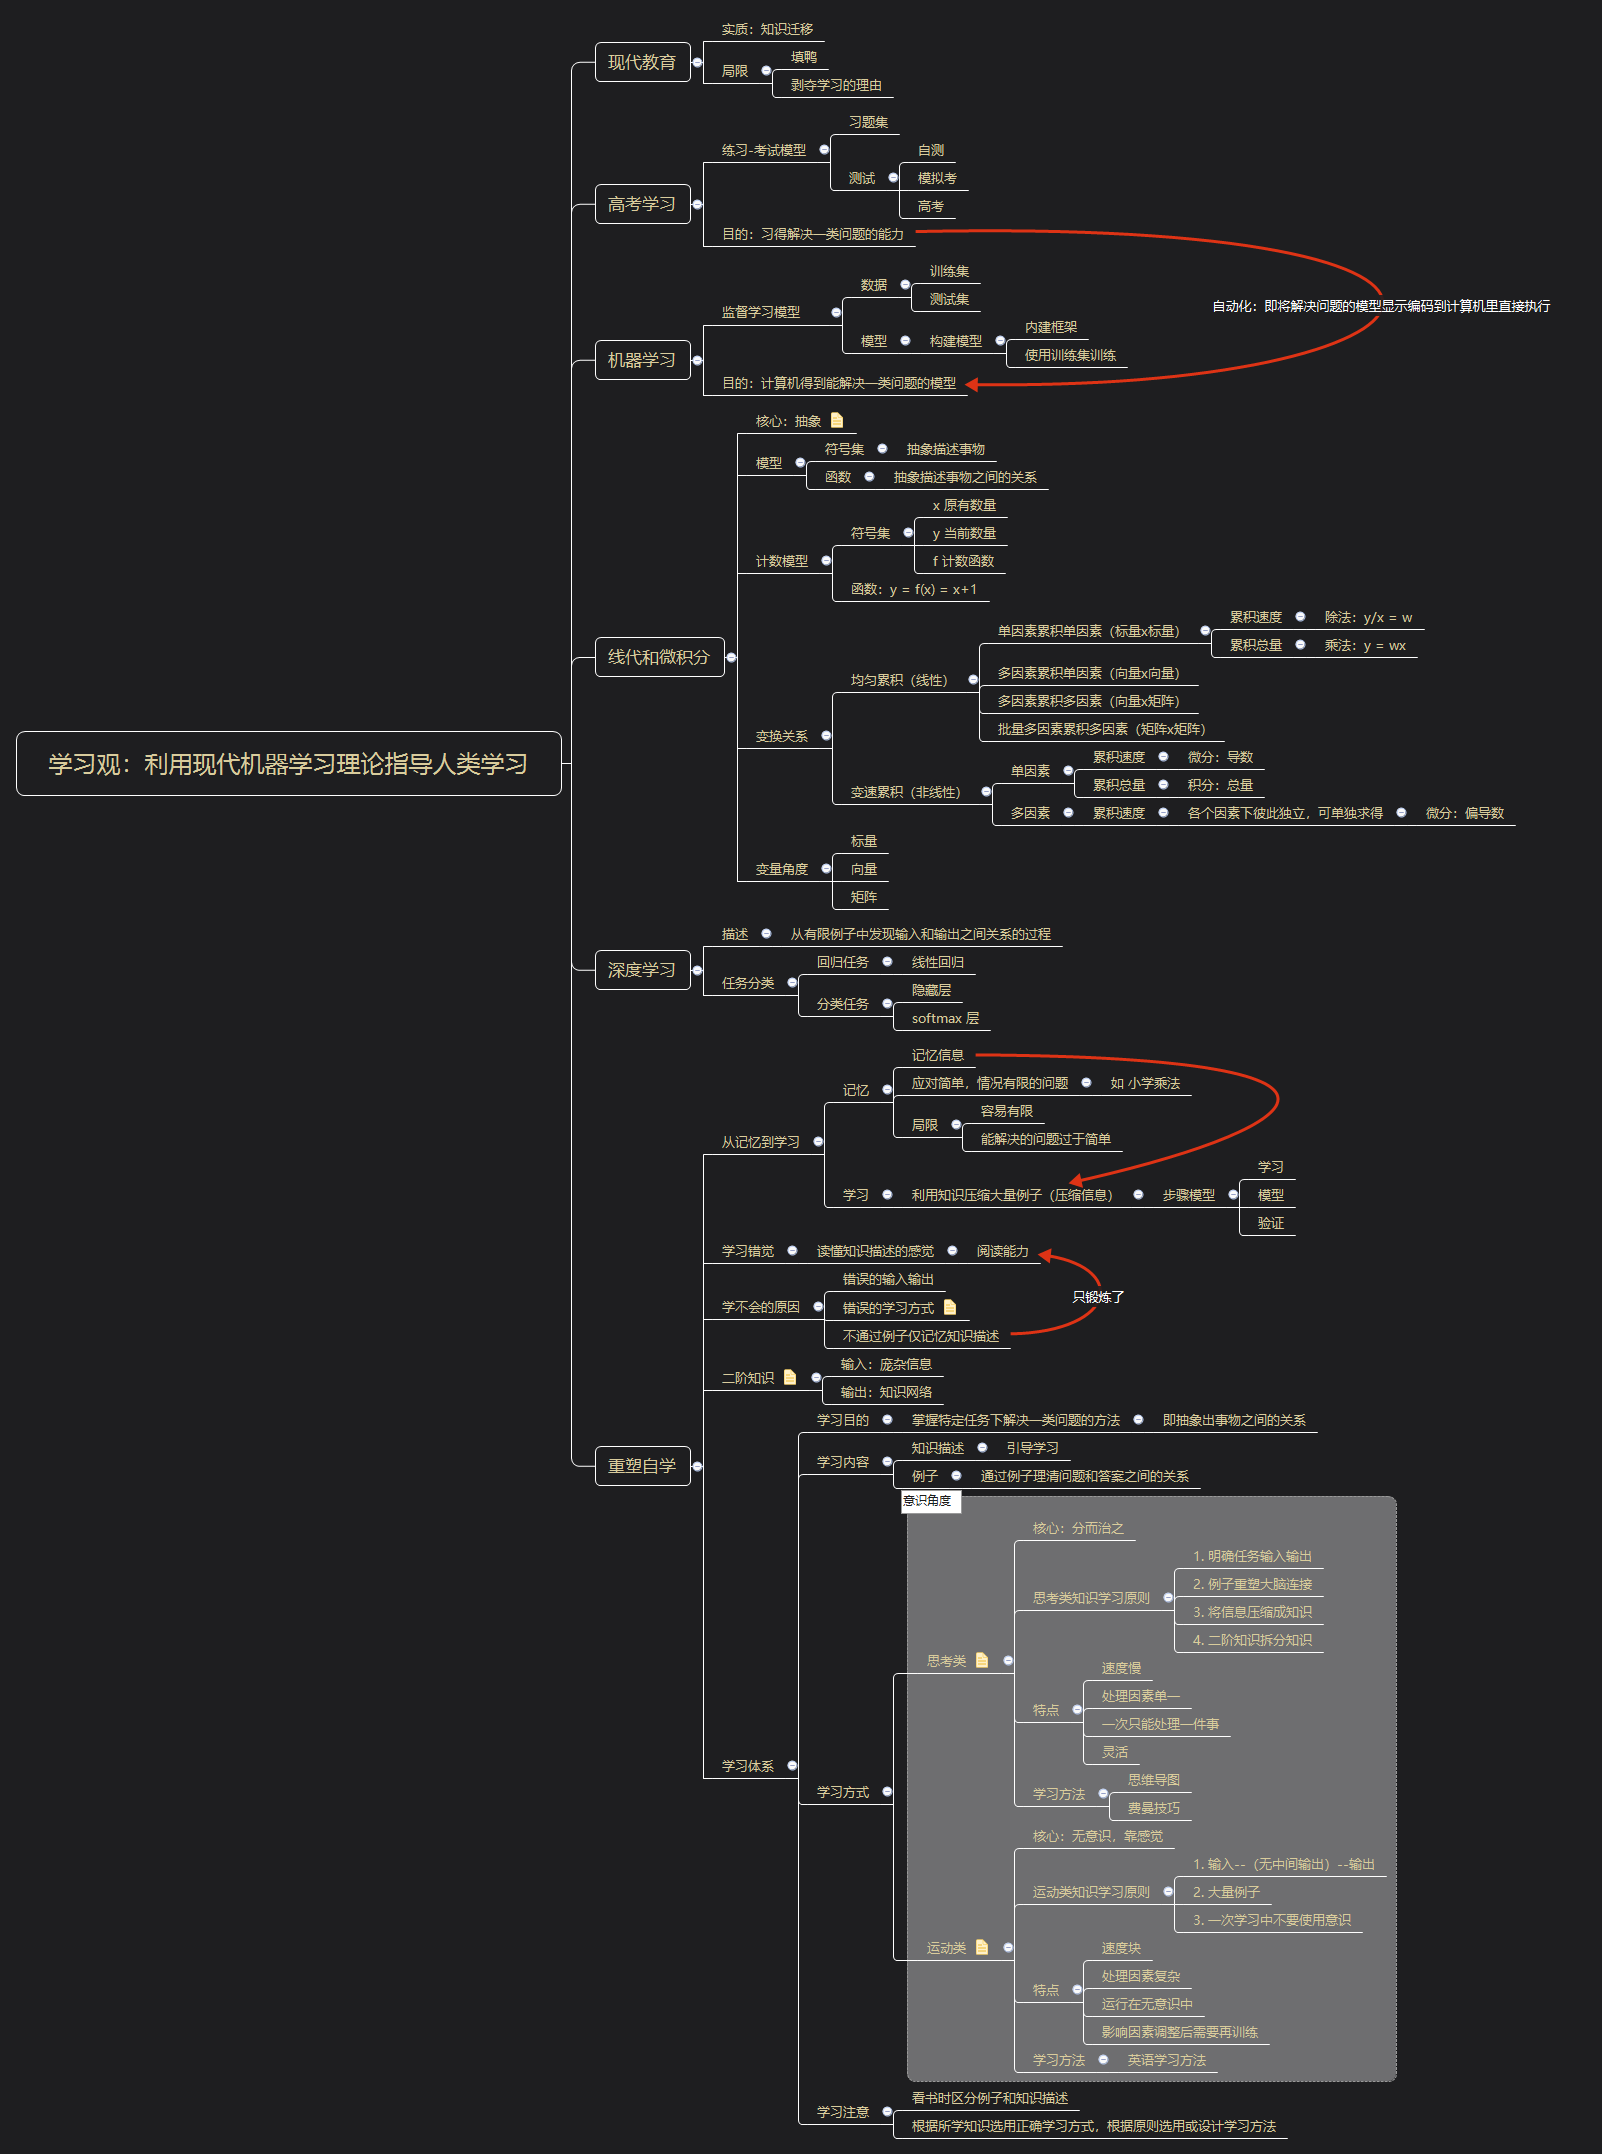 学习观：利用现代机器学习理论指导人类学习
现代教育
实质：知识迁移
局限
填鸭
剥夺学习的理由
高考学习
练习-考试模型
习题集
测试
自测
模拟考
高考
目的：习得解决一类问题的能力
自动化：即将解决问题的模型显示编码到计算机里直接执行
机器学习
监督学习模型
数据
训练集
测试集
模型
构建模型
内建框架
使用训练集训练
目的：计算机得到能解决一类问题的模型
线代和微积分
核心：抽象
模型
符号集
抽象描述事物
函数
抽象描述事物之间的关系
计数模型
符号集
x 原有数量
y 当前数量
f 计数函数
函数：y = f(x) = x+1
变换关系
均匀累积（线性）
单因素累积单因素（标量x标量）
累积速度
除法：y/x = w
累积总量
乘法：y = wx
多因素累积单因素（向量x向量）
多因素累积多因素（向量x矩阵）
批量多因素累积多因素（矩阵x矩阵）
变速累积（非线性）
单因素
累积速度
微分：导数
累积总量
积分：总量
多因素
累积速度
各个因素下彼此独立，可单独求得
微分：偏导数
变量角度
标量
向量
矩阵
深度学习
描述
从有限例子中发现输入和输出之间关系的过程
任务分类
回归任务
线性回归
分类任务
隐藏层
softmax 层
重塑自学
从记忆到学习
记忆
记忆信息
应对简单，情况有限的问题
如 小学乘法
局限
容易有限
能解决的问题过于简单
学习
利用知识压缩大量例子（压缩信息）
步骤模型
学习
模型
验证
学习错觉
读懂知识描述的感觉
阅读能力
只锻炼了
学不会的原因
错误的输入输出
错误的学习方式
不通过例子仅记忆知识描述
二阶知识
输入：庞杂信息
输出：知识网络
学习体系
学习目的
掌握特定任务下解决一类问题的方法
即抽象出事物之间的关系
学习内容
知识描述
引导学习
例子
通过例子理清问题和答案之间的关系
学习方式
意识角度
思考类
核心：分而治之
思考类知识学习原则
1. 明确任务输入输出
2. 例子重塑大脑连接
3. 将信息压缩成知识
4. 二阶知识拆分知识
特点
速度慢
处理因素单一
一次只能处理一件事
灵活
学习方法
思维导图
费曼技巧
运动类
核心：无意识，靠感觉
运动类知识学习原则
1. 输入--（无中间输出）--输出
2. 大量例子
3. 一次学习中不要使用意识
特点
速度块
处理因素复杂
运行在无意识中
影响因素调整后需要再训练
学习方法
英语学习方法
学习注意
看书时区分例子和知识描述
根据所学知识选用正确学习方式，根据原则选用或设计学习方法